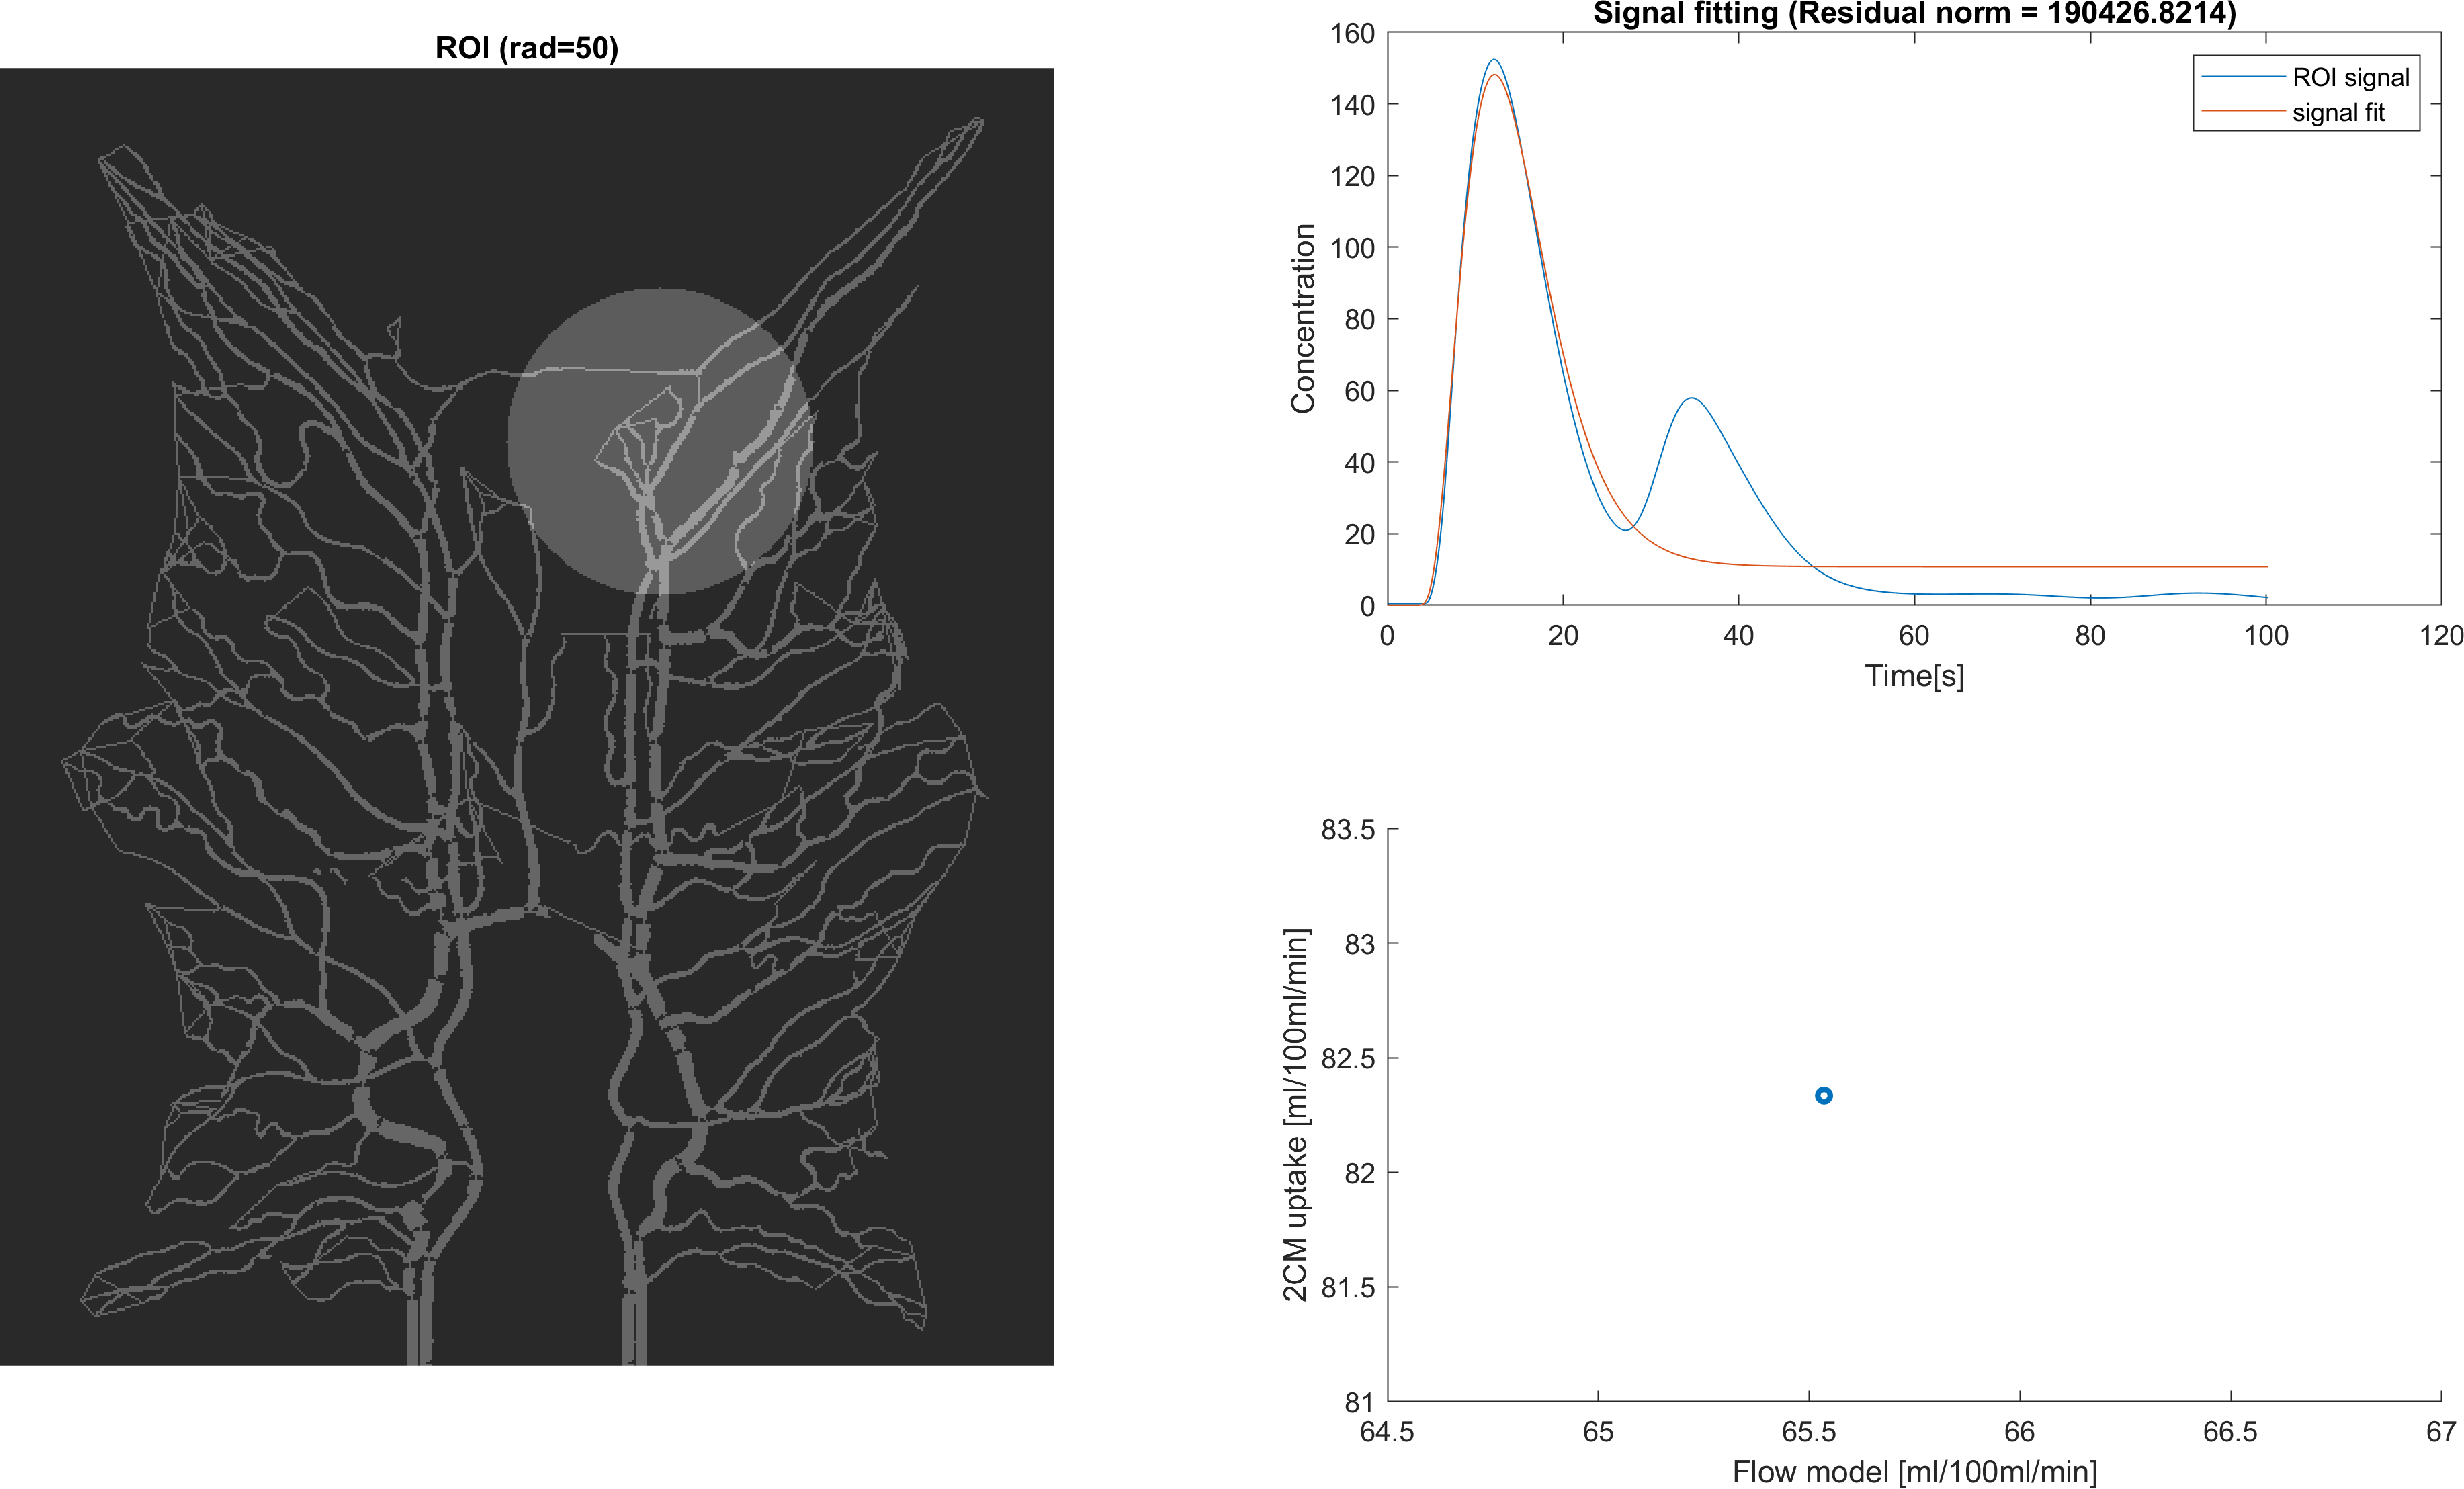 ROI (rad=50)
Signal fitting (Residual norm = 190426.8214)
160
140
120
100
80
60
40
20
0
Concentration
ROI signal
signal fit
0 20 40 60 80 100 120
Time[s]
83.5
83
82.5
82
81.5
81
2CM uptake [ml/100ml/min]
64.5 65 65.5 66 66.5 67
Flow model [ml/100ml/min]